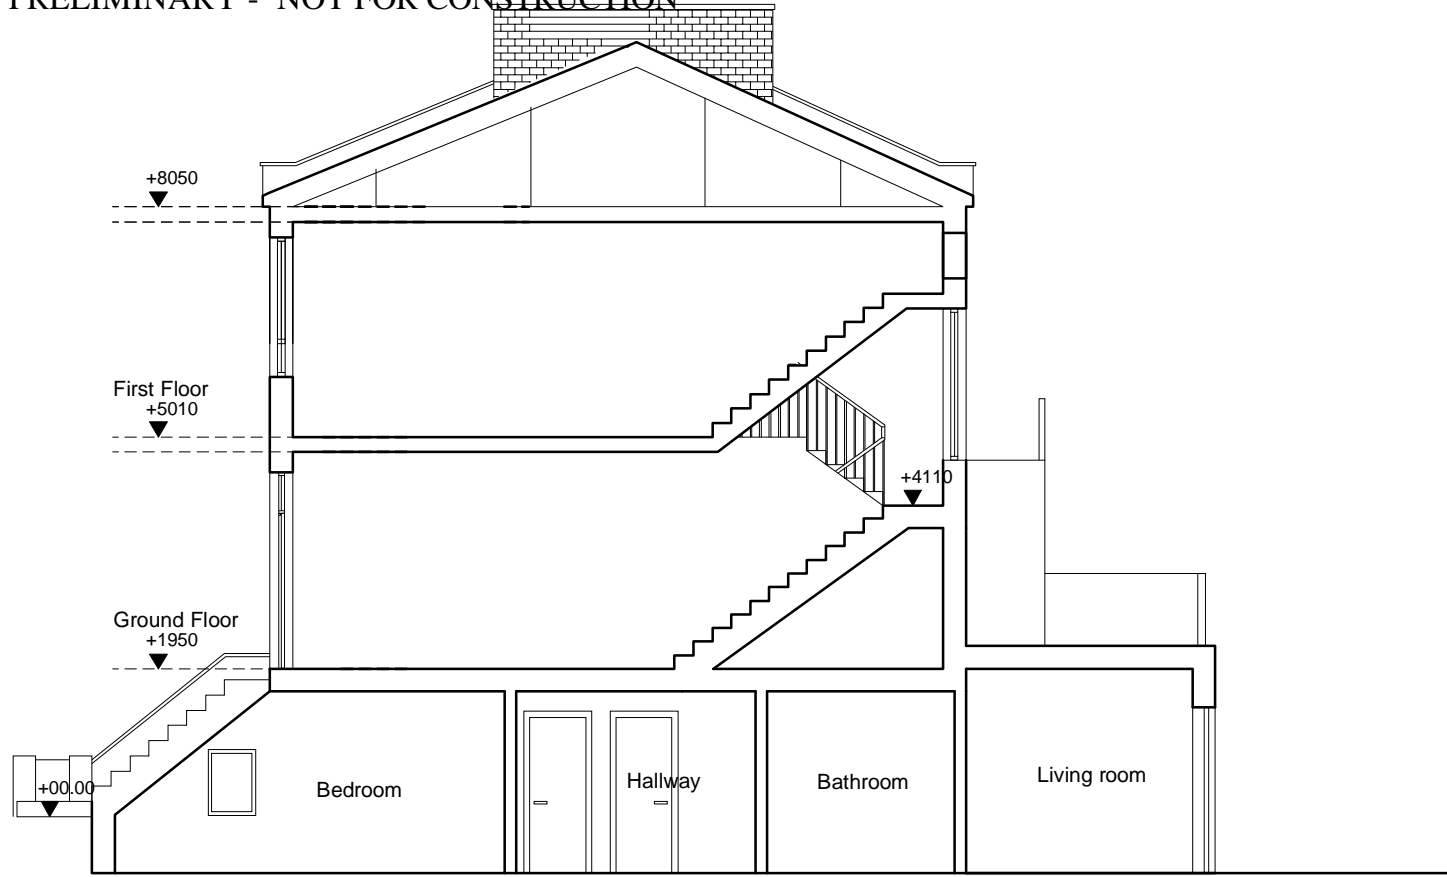 PRELIMINARY - NOT FOR CONSTRUCTION
+8050
First Floor
+5010
+4110
Ground Floor
+1950
+00.00
Bedroom
Hallway
Bathroom
Living room